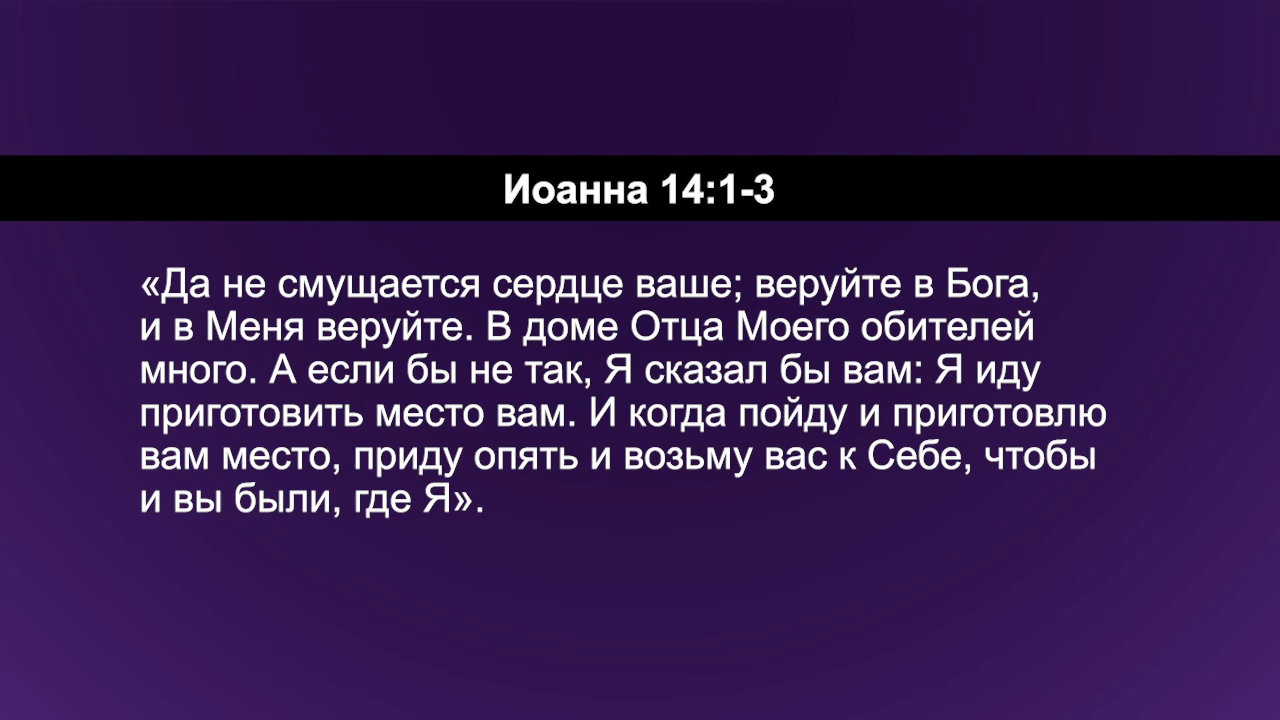 Иоанна 14:1-3
«Да не смущается сердце ваше; веруйте в Бога,
и в Меня веруйте. В доме Отца Моего обителей
много. А если бы не так, Я сказал бы вам: Я иду
приготовить место вам. И когда пойду и приготовлю
вам место, приду опять и возьму вас к Себе, чтобы
и вы были, где Я».